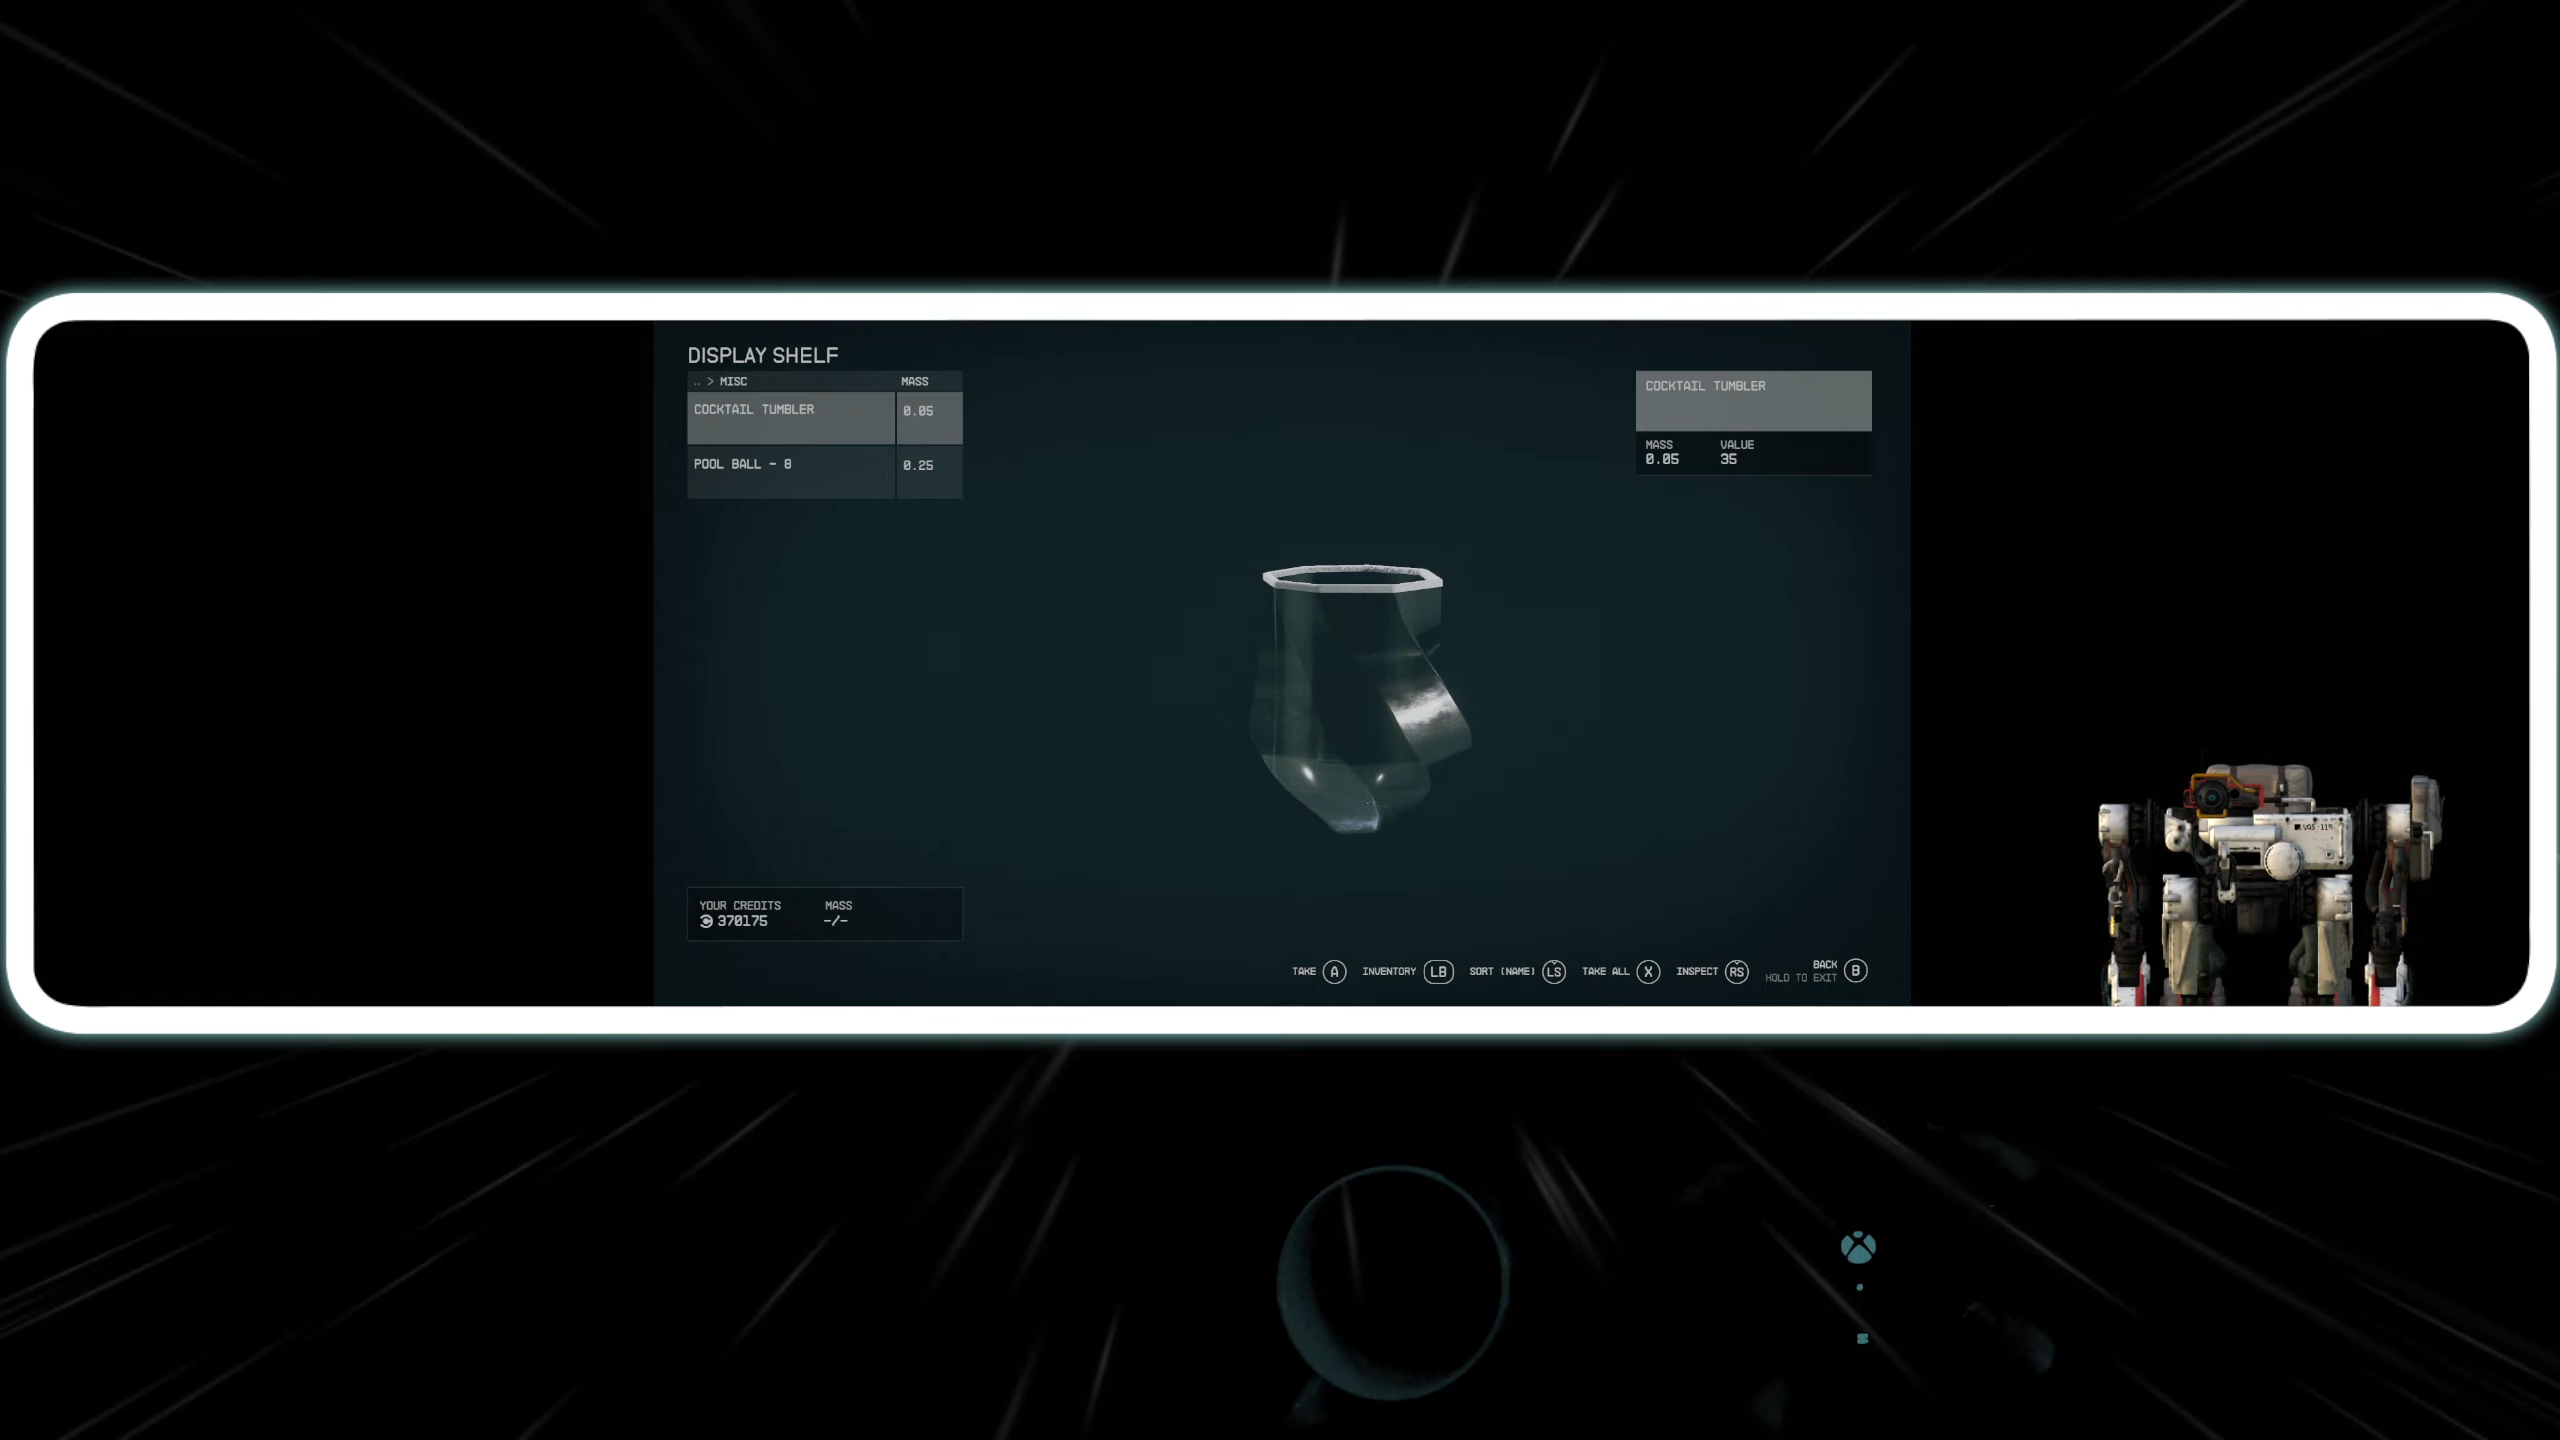 DISPLAY SHELF
.. > MISC MASS
COCKTAIL TUMBLER 0.05
POOL BALL - 8 0.25
COCKTAIL TUMBLER
MASS VALUE
0.05 35
VAS-119
YOUR CREDITS MASS
370175 -/-
TAKE A INVENTORY LB SORT (NAME) LS TAKE ALL X INSPECT RS BACK B
HOLD TO EXIT